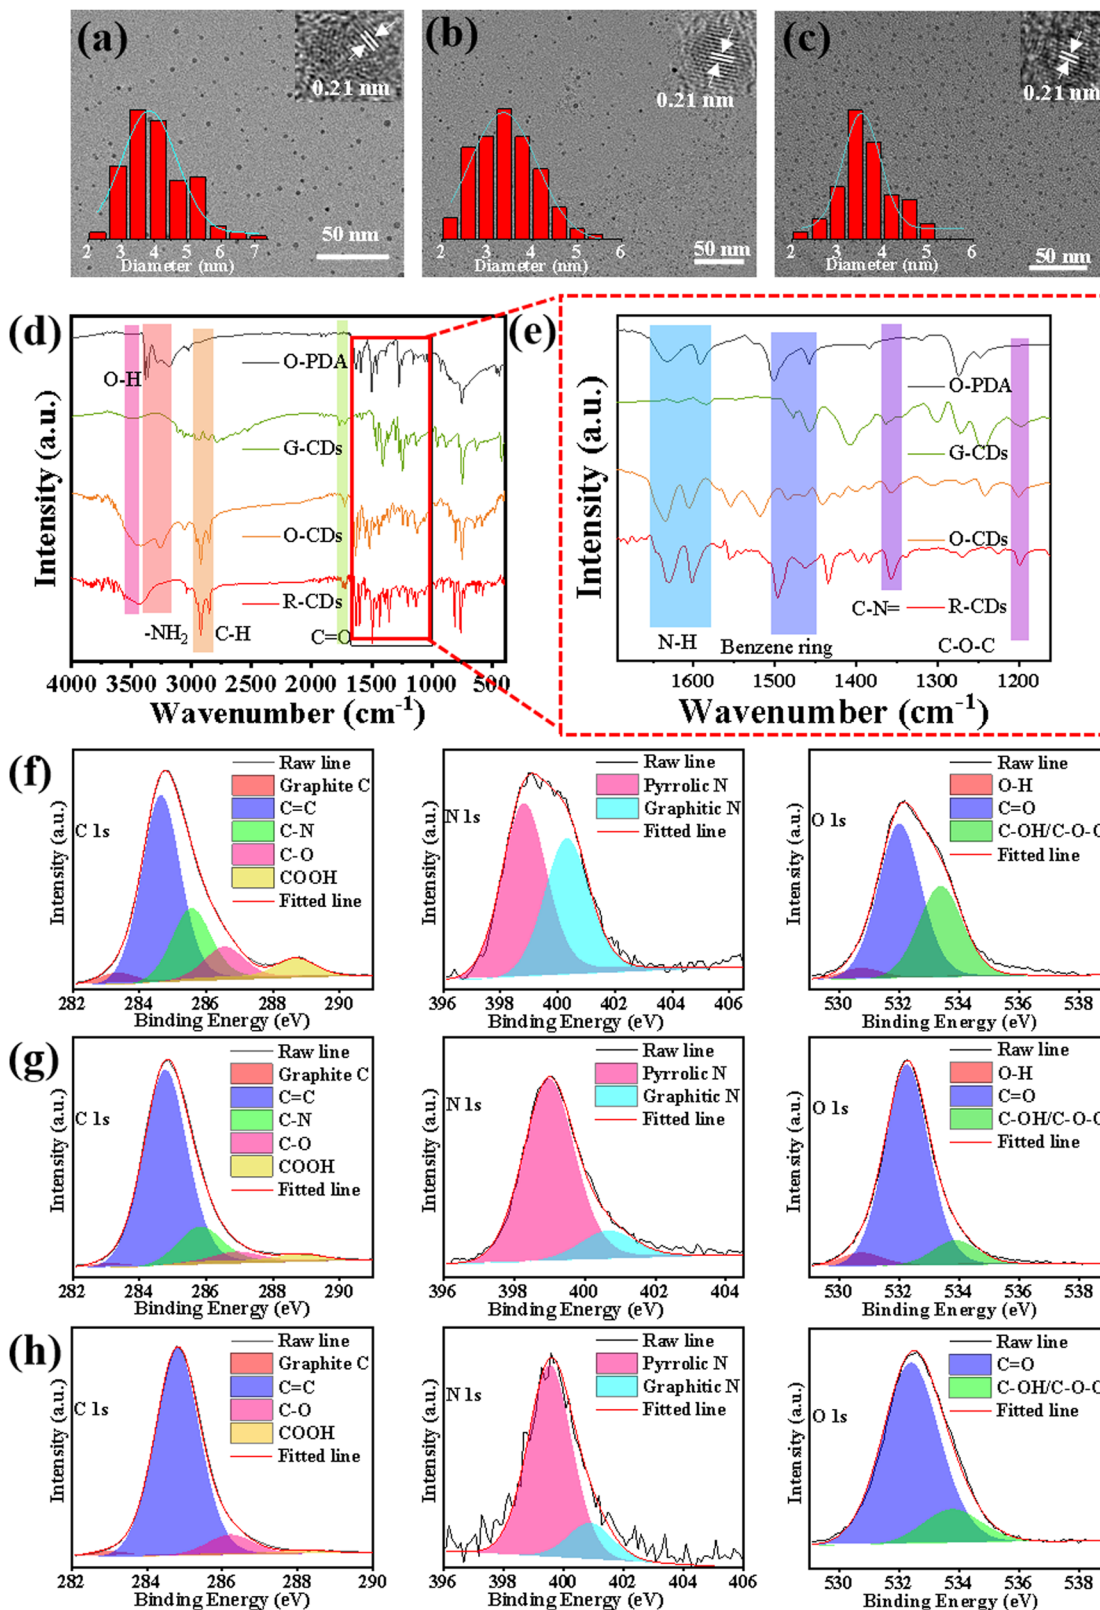 (a)
0.21 nm
2 3 4 5 6 7
Diameter (nm)
50 nm
(b)
0.21 nm
2 3 4 5 6
Diameter (nm)
50 nm
(c)
0.21 nm
2 3 4 5 6
Diameter (nm)
50 nm
(d)
O-H
O-PDA
G-CDs
O-CDs
R-CDs
-NH2
C-H
C=O
Intensity (a.u.)
4000 3500 3000 2500 2000 1500 1000 500
Wavenumber (cm-1)
(e)
O-PDA
G-CDs
O-CDs
R-CDs
C-N=
N-H
Benzene ring
C-O-C
Intensity (a.u.)
1600 1500 1400 1300 1200
Wavenumber (cm-1)
(f)
C 1s
Raw line
Graphite C
C=C
C-N
C-O
COOH
Fitted line
Intensity (a.u.)
282 284 286 288 290
Binding Energy (eV)
N 1s
Raw line
Pyrrolic N
Graphitic N
Fitted line
Intensity (a.u.)
396 398 400 402 404 406
Binding Energy (eV)
O 1s
Raw line
O-H
C=O
C-OH/C-O-C
Fitted line
Intensity (a.u.)
530 532 534 536 538
Binding Energy (eV)
(g)
C 1s
Raw line
Graphite C
C=C
C-N
C-O
COOH
Fitted line
Intensity (a.u.)
282 284 286 288 290
Binding Energy (eV)
N 1s
Raw line
Pyrrolic N
Graphitic N
Fitted line
Intensity (a.u.)
396 398 400 402 404
Binding Energy (eV)
O 1s
Raw line
O-H
C=O
C-OH/C-O-C
Fitted line
Intensity (a.u.)
530 532 534 536 538
Binding Energy (eV)
(h)
C 1s
Raw line
Graphite C
C=C
C-O
COOH
Fitted line
Intensity (a.u.)
282 284 286 288 290
Binding Energy (eV)
N 1s
Raw line
Pyrrolic N
Graphitic N
Fitted line
Intensity (a.u.)
396 398 400 402 404 406
Binding Energy (eV)
O 1s
Raw line
C=O
C-OH/C-O-C
Fitted line
Intensity (a.u.)
530 532 534 536 538
Binding Energy (eV)